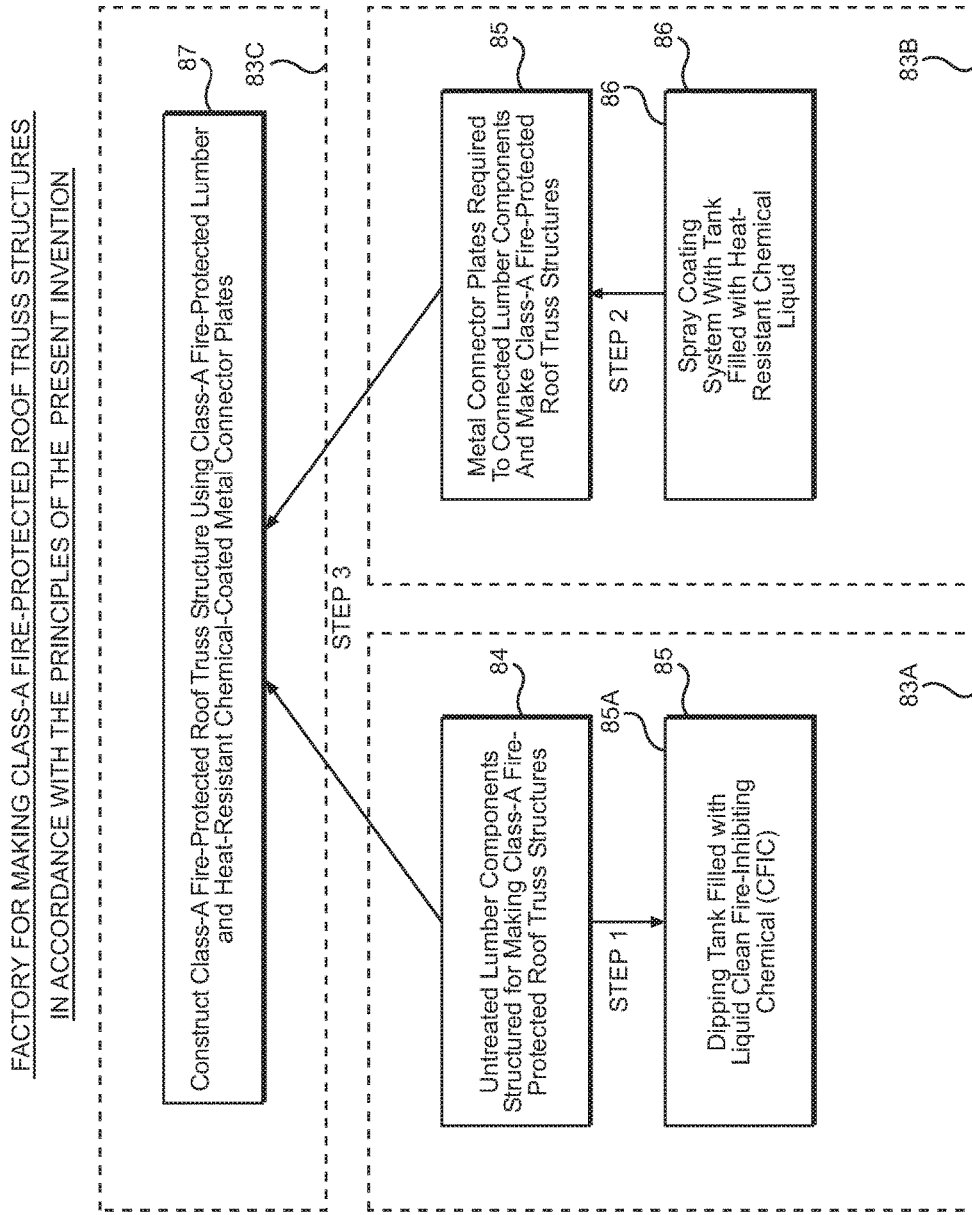 FACTORY FOR MAKING CLASS-A FIRE-PROTECTED ROOF TRUSS STRUCTURES
IN ACCORDANCE WITH THE PRINCIPLES OF THE PRESENT INVENTION
87
Construct Class-A Fire-Protected Roof Truss Structure Using Class-A Fire-Protected Lumber
and Heat-Resistant Chemical-Coated Metal Connector Plates
83C
STEP 3
84
Untreated Lumber Components
Structured for Making Class-A Fire-
Protected Roof Truss Structures
STEP 1
85A
85
Dipping Tank Filled with
Liquid Clean Fire-Inhibiting
Chemical (CFIC)
83A
85
Metal Connector Plates Required
To Connected Lumber Components
And Make Class-A Fire-Protected
Roof Truss Structures
STEP 2
86
86
Spray Coating
System With Tank
Filled with Heat-
Resistant Chemical
Liquid
83B